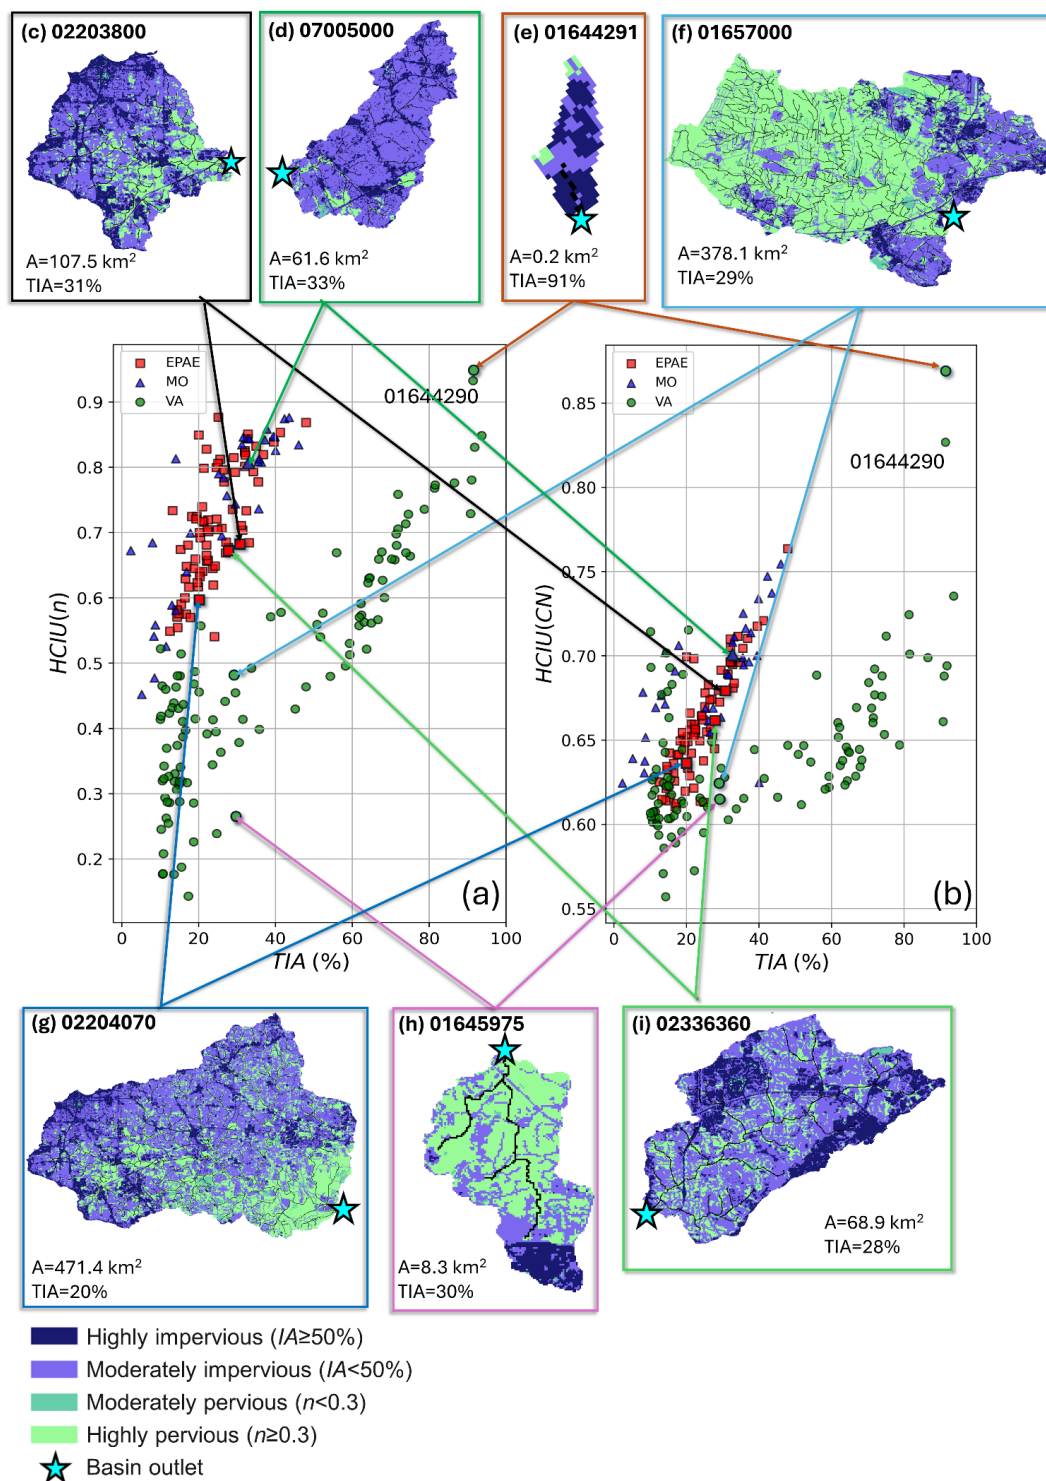 (c) 02203800
(d) 07005000
(e) 01644291
(f) 01657000
A=107.5 km²
TIA=31%
A=61.6 km²
TIA=33%
A=0.2 km²
TIA=91%
A=378.1 km²
TIA=29%
EPAE
MO
VA
01644290
0.9
0.8
0.7
0.6
0.5
0.4
0.3
0.2
HCIU(n)
(a)
0 20 40 60 80 100
TIA (%)
EPAE
MO
VA
01644290
0.85
0.80
0.75
0.70
0.65
0.60
0.55
HCIU(CN)
(b)
0 20 40 60 80 100
TIA (%)
(g) 02204070
(h) 01645975
(i) 02336360
A=471.4 km²
TIA=20%
A=8.3 km²
TIA=30%
A=68.9 km²
TIA=28%
Highly impervious (IA≥50%)
Moderately impervious (IA<50%)
Moderately pervious (n<0.3)
Highly pervious (n≥0.3)
Basin outlet